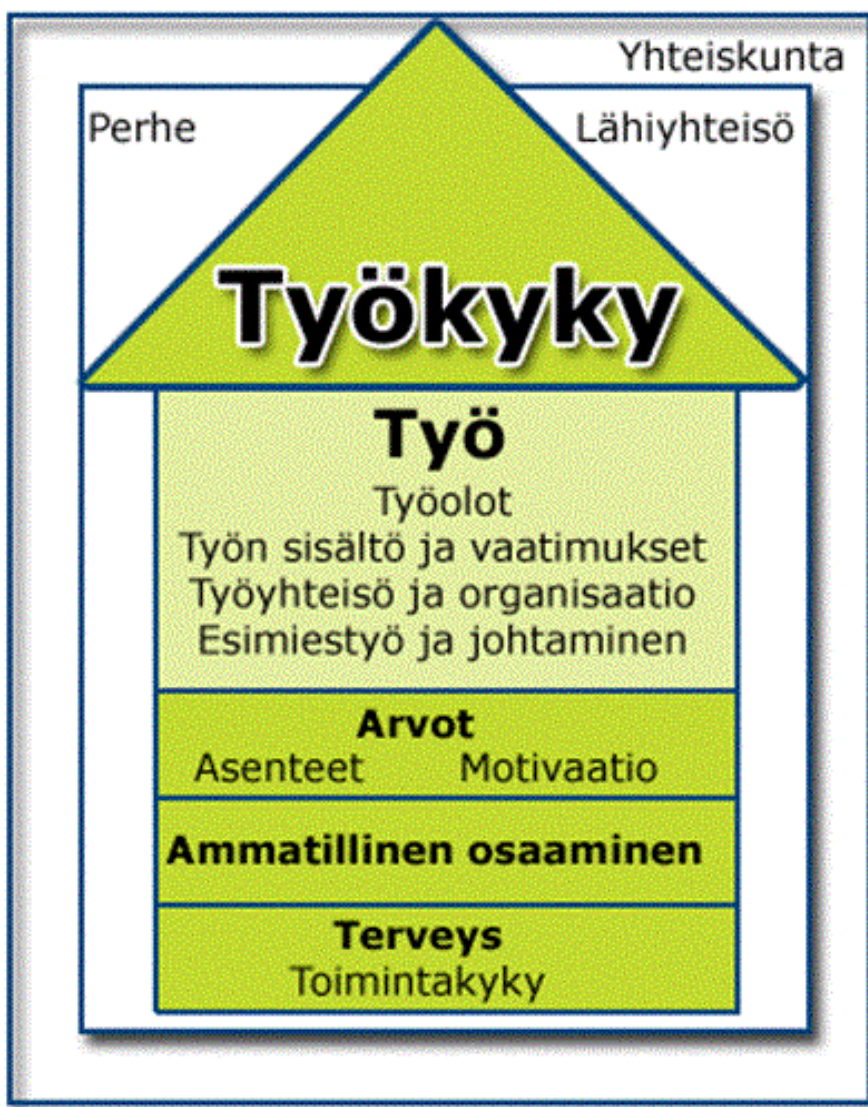 Yhteiskunta
Perhe
Lähiyhteisö
Työkyky
Työ
Työolot
Työn sisältö ja vaatimukset
Työyhteisö ja organisaatio
Esimiestyö ja johtaminen
Arvot
Asenteet Motivaatio
Ammatillinen osaaminen
Terveys
Toimintakyky